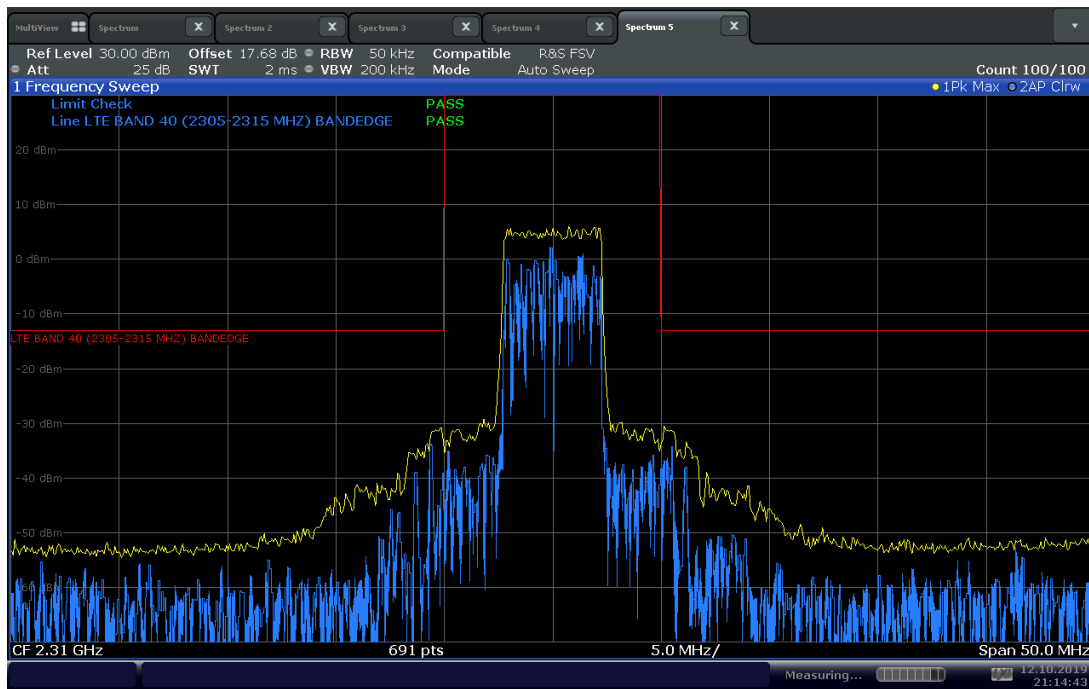 MultiView Spectrum X Spectrum 2 X Spectrum 3 X Spectrum 4 X Spectrum 5 X
Ref Level 30.00 dBm Offset 17.68 dB RBW 50 kHz Compatible R&S FSV
Att 25 dB SWT 2 ms VBW 200 kHz Mode Auto Sweep Count 100/100
1 Frequency Sweep 1Pk Max 2AP Clrw
Limit Check PASS
Line LTE BAND 40 (2305-2315 MHZ) BANDEDGE PASS
20 dBm
10 dBm
0 dBm
-10 dBm
LTE BAND 40 (2305-2315 MHZ) BANDEDGE
-20 dBm
-30 dBm
-40 dBm
-50 dBm
CF 2.31 GHz 691 pts 5.0 MHz/ Span 50.0 MHz
Measuring... 12.10.2019
21:14:43